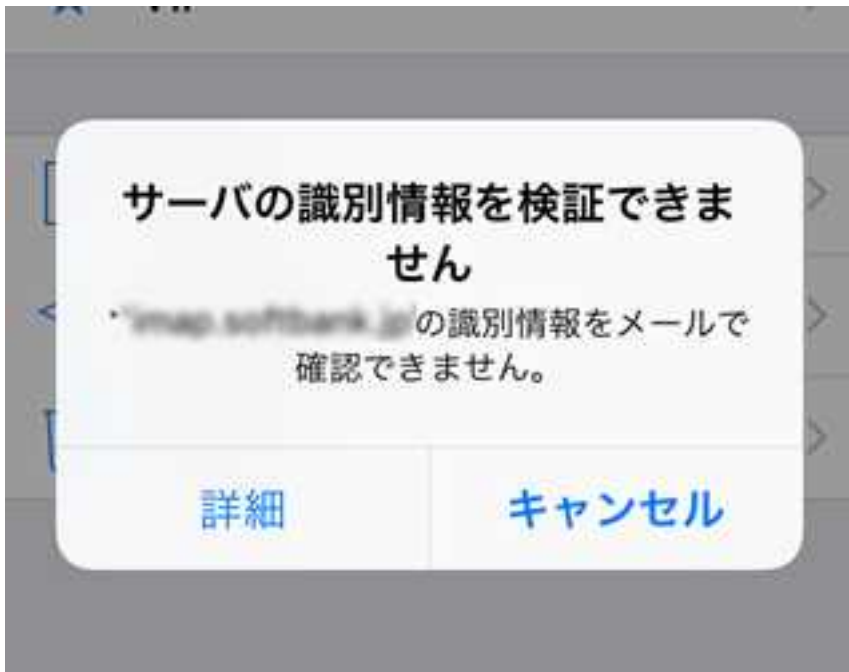 サーバの識別情報を検証できま
せん
の識別情報をメールで
確認できません。
詳細
キャンセル